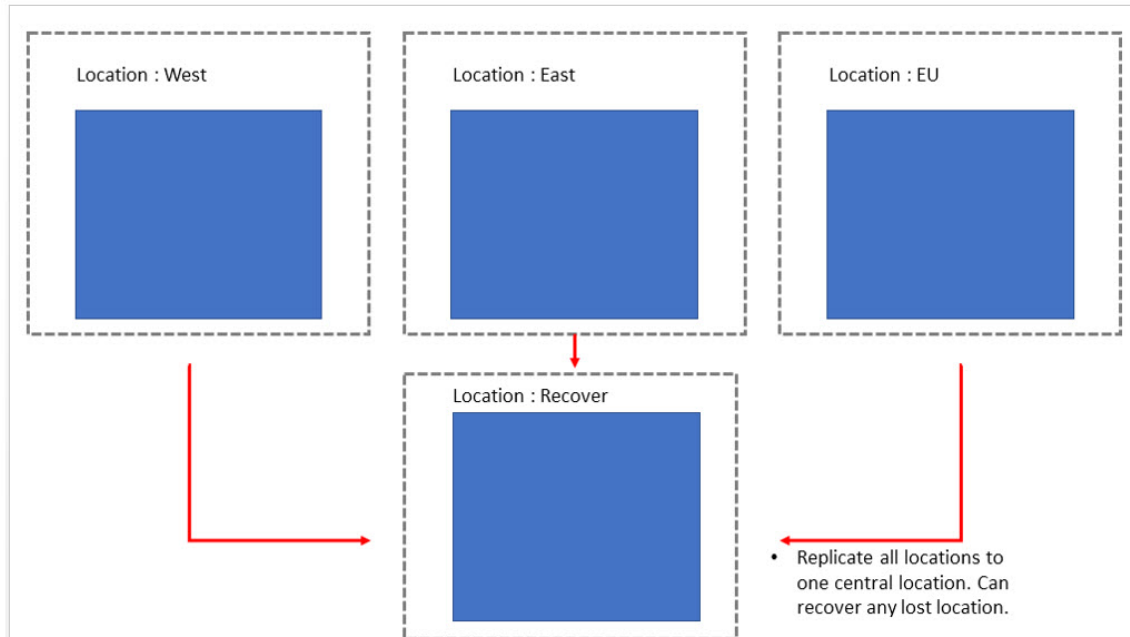 Location : West
Location : East
Location : EU
Location : Recover
• Replicate all locations to
one central location. Can
recover any lost location.